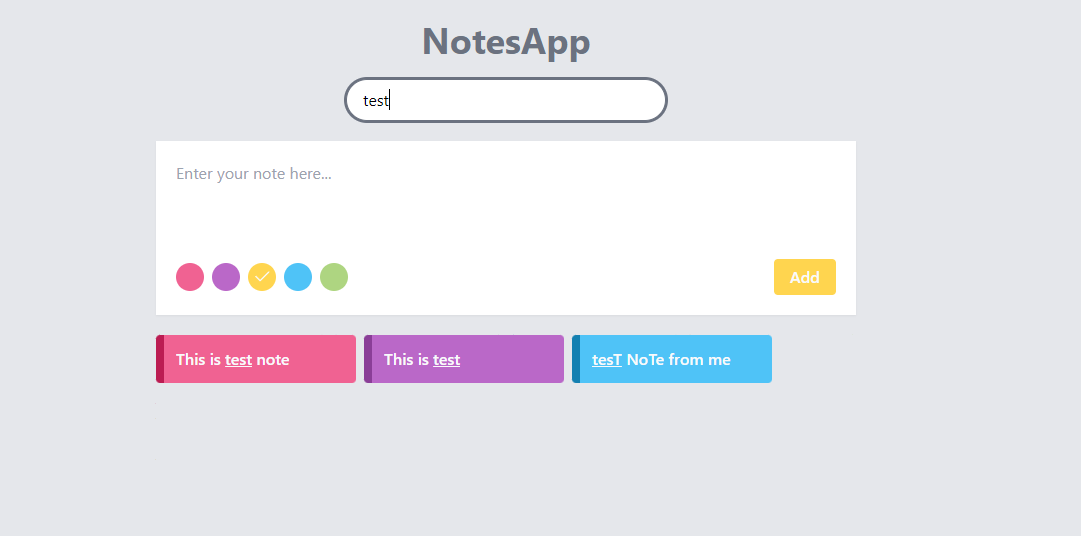 NotesApp
test
Enter your note here...
Add
This is test note
This is test
tesT NoTe from me